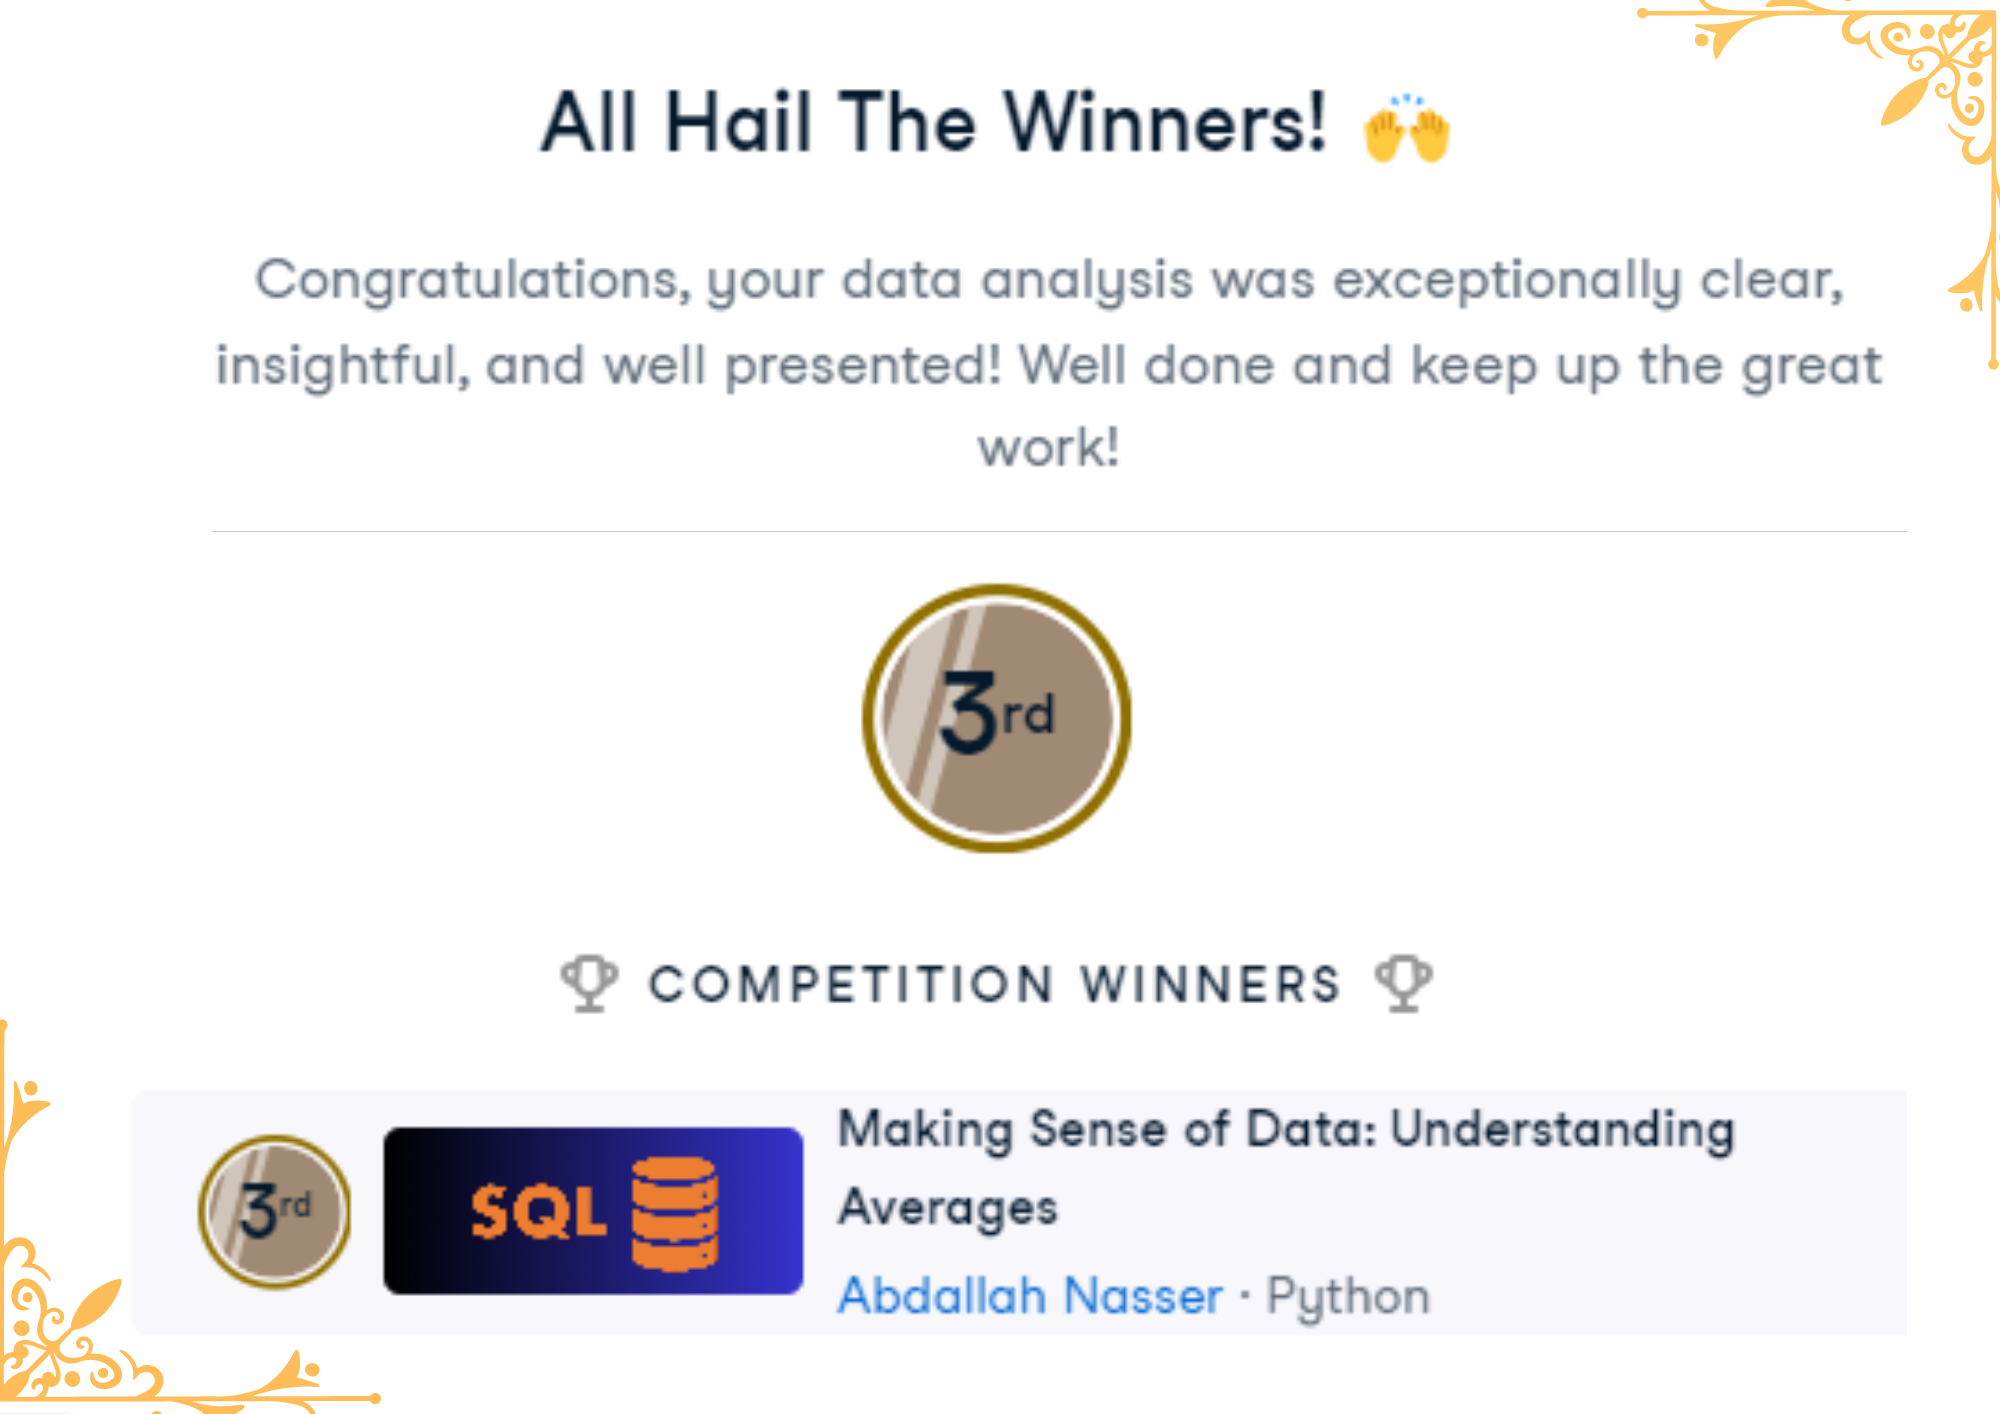 All Hail The Winners! 🙌
Congratulations, your data analysis was exceptionally clear,
insightful, and well presented! Well done and keep up the great
work!
3rd
COMPETITION WINNERS
3rd
SQL
Making Sense of Data: Understanding
Averages
Abdallah Nasser · Python